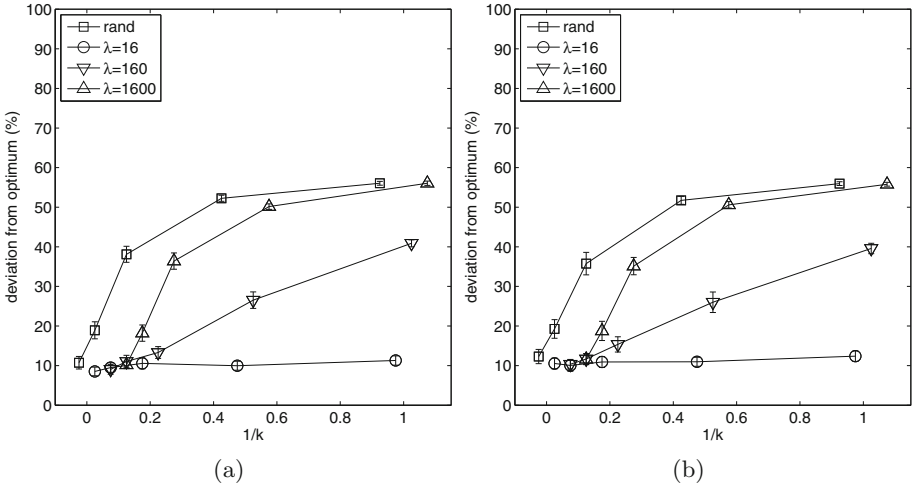 100
90
80
70
60
50
40
30
20
10
0
deviation from optimum (%)
rand
λ=16
λ=160
λ=1600
0 0.2 0.4 0.6 0.8 1
1/k
(a)
100
90
80
70
60
50
40
30
20
10
0
deviation from optimum (%)
rand
λ=16
λ=160
λ=1600
0 0.2 0.4 0.6 0.8 1
1/k
(b)